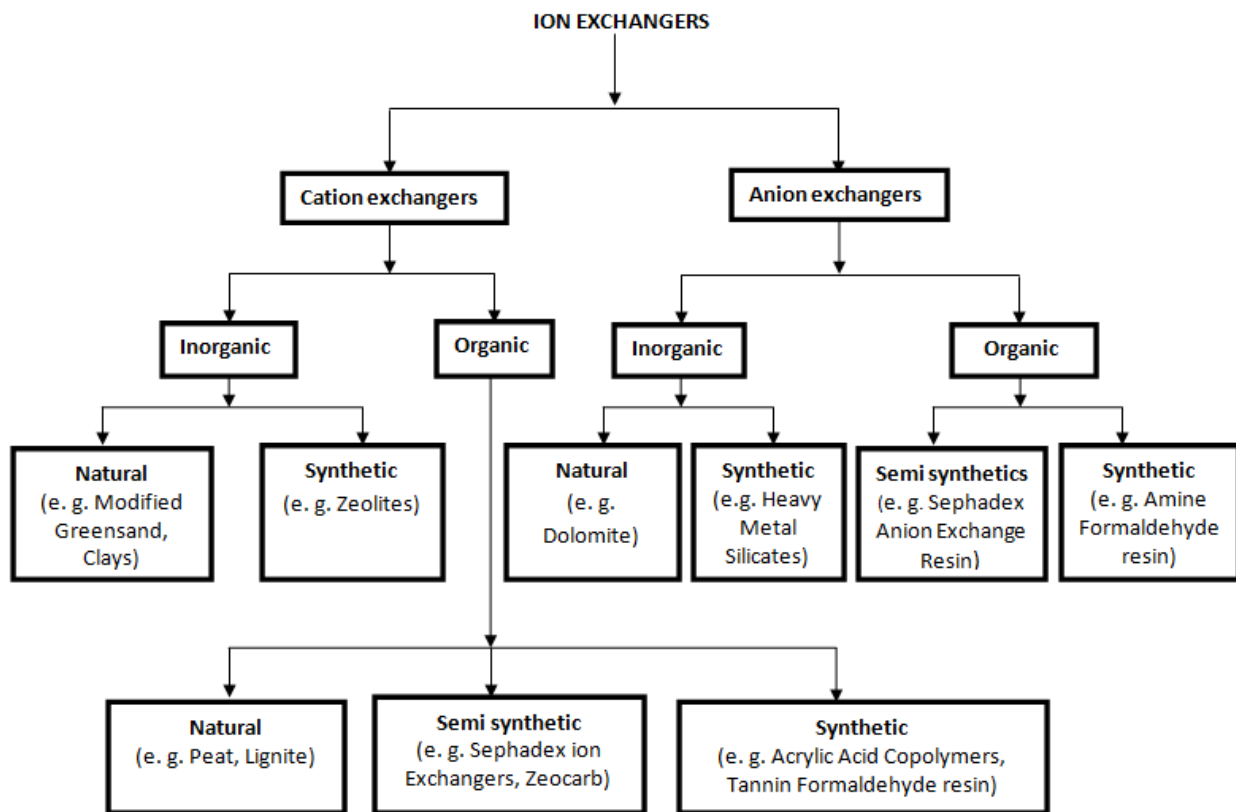 ION EXCHANGERS
Cation exchangers
Anion exchangers
Inorganic
Organic
Inorganic
Organic
Natural
(e. g. Modified
Greensand,
Clays)
Synthetic
(e. g. Zeolites)
Natural
(e. g.
Dolomite)
Synthetic
(e.g. Heavy
Metal
Silicates)
Semi synthetics
(e. g. Sephadex
Anion Exchange
Resin)
Synthetic
(e. g. Amine
Formaldehyde
resin)
Natural
(e. g. Peat, Lignite)
Semi synthetic
(e. g. Sephadex ion
Exchangers, Zeocarb)
Synthetic
(e. g. Acrylic Acid Copolymers,
Tannin Formaldehyde resin)